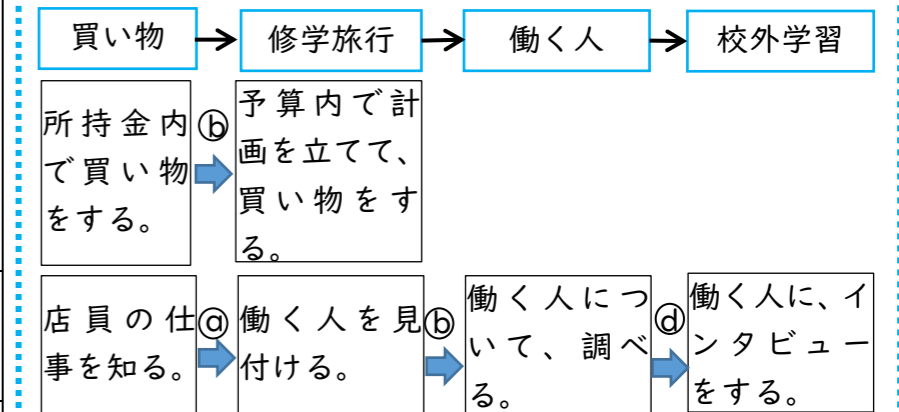 買い物 → 修学旅行 → 働く人 → 校外学習
所持金内
で買い物
をする。
ⓑ
予算内で計
画を立てて、
買い物をす
る。
店員の仕
事を知る。
ⓐ
働く人を見
付ける。
ⓑ
働く人につ
いて、調べ
る。
ⓓ
働く人に、イ
ンタビュー
をする。